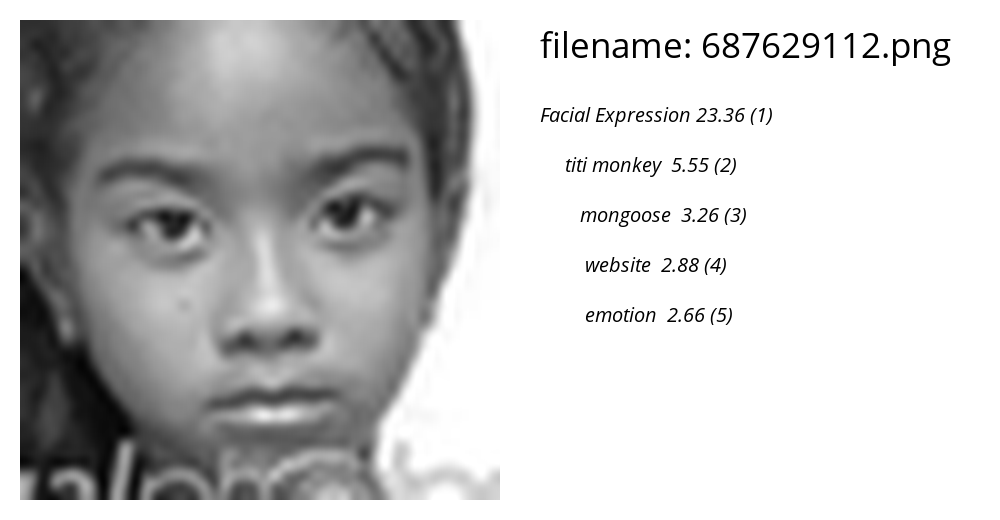 filename: 687629112.png
Facial Expression 23.36 (1)
titi monkey 5.55 (2)
mongoose 3.26 (3)
website 2.88 (4)
emotion 2.66 (5)